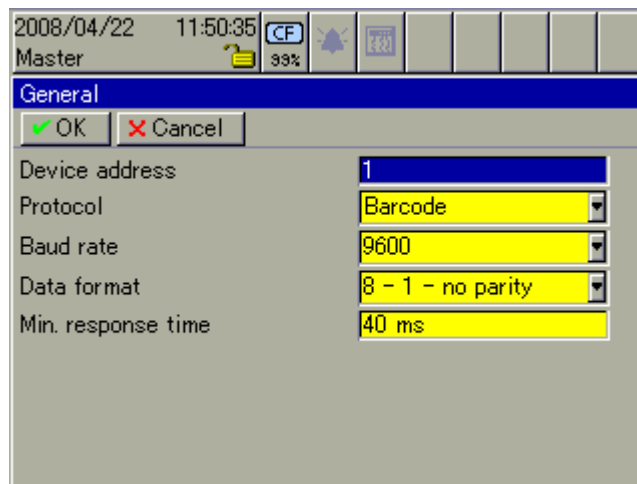 2008/04/22 11:50:35 CF
Master 99%
General
OK Cancel
Device address 1
Protocol Barcode
Baud rate 9600
Data format 8 - 1 - no parity
Min. response time 40 ms